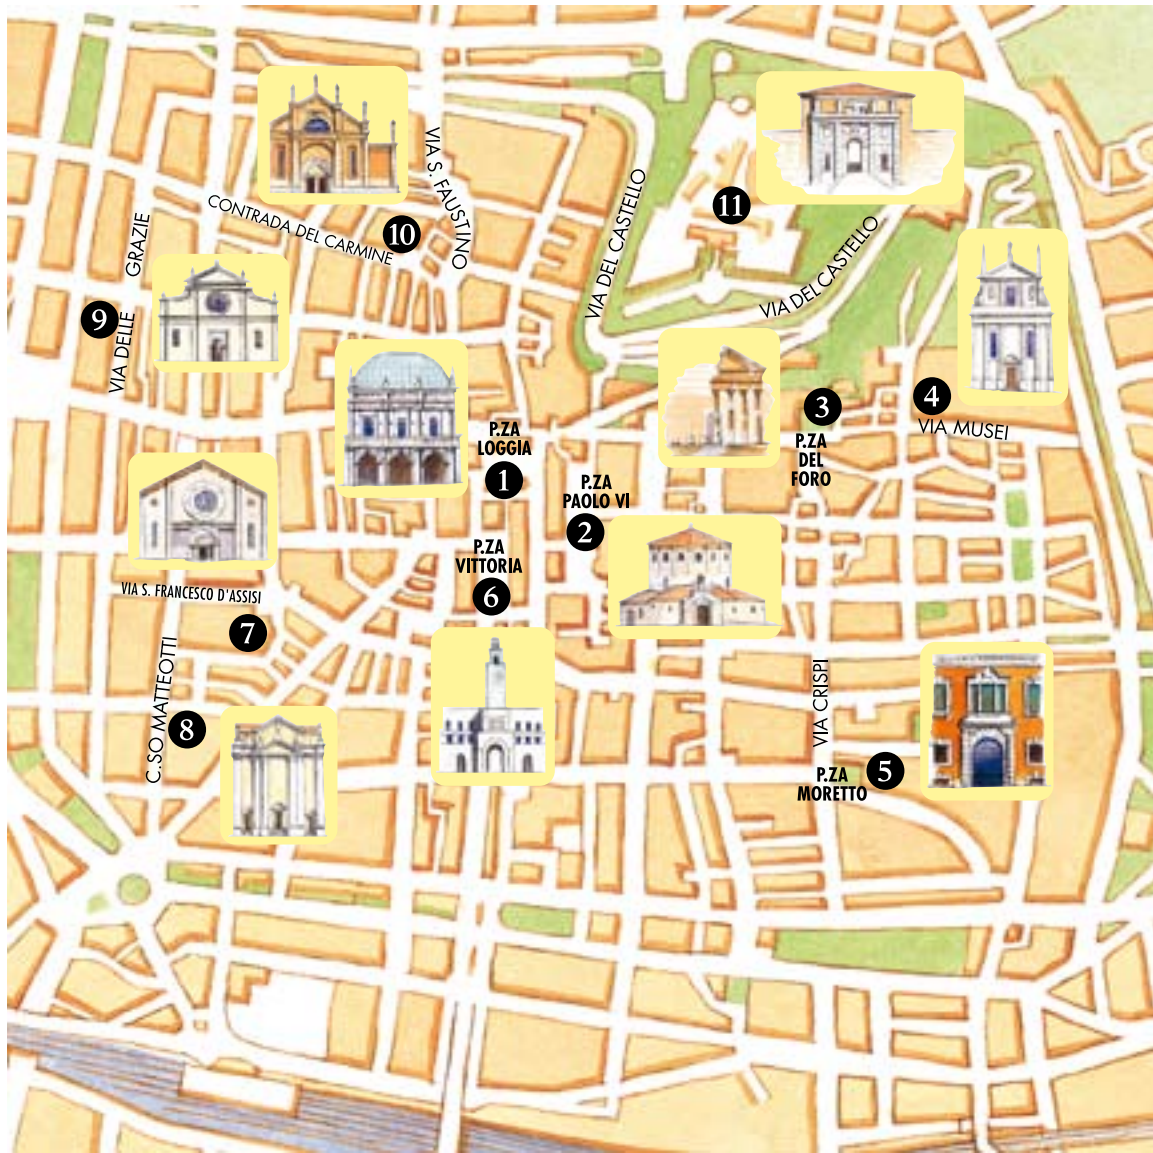 VIA S. FAUSTINO
CONTRADA DEL CARMINE
10
VIA DELLE GRAZIE
9
VIA DEL CASTELLO
11
VIA DEL CASTELLO
P.ZA
LOGGIA
1
3
P.ZA
DEL
FORO
4
VIA MUSEI
P.ZA
PAOLO VI
2
P.ZA
VITTORIA
6
VIA S. FRANCESCO D'ASSISI
7
C.SO MATTEOTTI
8
VIA CRISPI
P.ZA
MORETTO
5